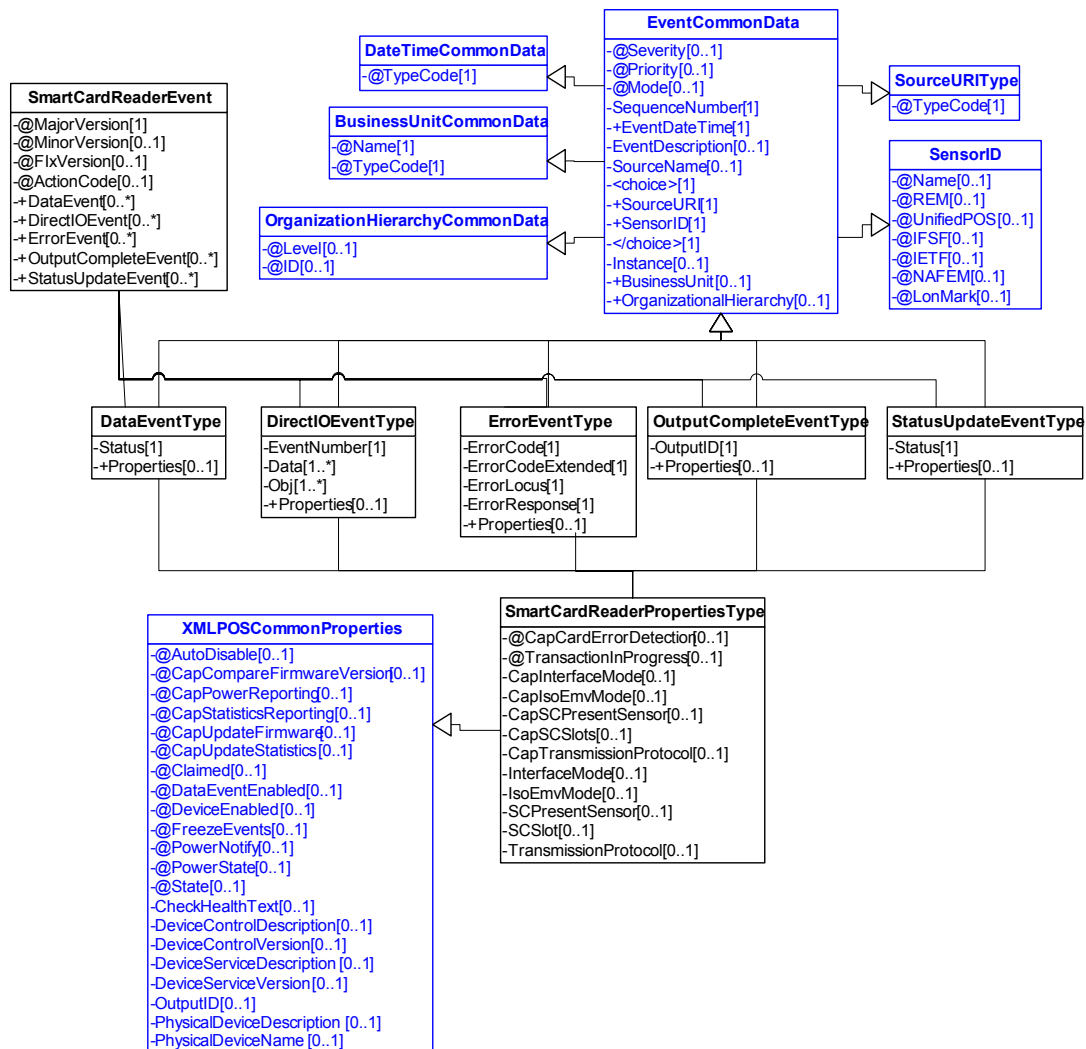 EventCommonData
-@Severity[0..1]
-@Priority[0..1]
-@Mode[0..1]
-SequenceNumber[1]
-+EventDateTime[1]
-EventDescription[0..1]
-SourceName[0..1]
-<choice>[1]
-+SourceURI[1]
-+SensorID[1]
-</choice>[1]
-Instance[0..1]
-+BusinessUnit[0..1]
-+OrganizationalHierarchy[0..1]
DateTimeCommonData
-@TypeCode[1]
BusinessUnitCommonData
-@Name[1]
-@TypeCode[1]
OrganizationHierarchyCommonData
-@Level[0..1]
-@ID[0..1]
SourceURIType
-@TypeCode[1]
SensorID
-@Name[0..1]
-@REM[0..1]
-@UnifiedPOS[0..1]
-@IFSF[0..1]
-@IETF[0..1]
-@NAFEM[0..1]
-@LonMark[0..1]
SmartCardReaderEvent
-@MajorVersion[1]
-@MinorVersion[0..1]
-@FIxVersion[0..1]
-@ActionCode[0..1]
-+DataEvent[0..*]
-+DirectIOEvent[0..*]
-+ErrorEvent[0..*]
-+OutputCompleteEvent[0..*]
-+StatusUpdateEvent[0..*]
DataEventType
-Status[1]
-+Properties[0..1]
DirectIOEventType
-EventNumber[1]
-Data[1..*]
-Obj[1..*]
-+Properties[0..1]
ErrorEventType
-ErrorCode[1]
-ErrorCodeExtended[1]
-ErrorLocus[1]
-ErrorResponse[1]
-+Properties[0..1]
OutputCompleteEventType
-OutputID[1]
-+Properties[0..1]
StatusUpdateEventType
-Status[1]
-+Properties[0..1]
SmartCardReaderPropertiesType
-@CapCardErrorDetection[0..1]
-@TransactionInProgress[0..1]
-CapInterfaceMode[0..1]
-CapIsoEmvMode[0..1]
-CapSCPresentSensor[0..1]
-CapSCSlots[0..1]
-CapTransmissionProtocol[0..1]
-InterfaceMode[0..1]
-IsoEmvMode[0..1]
-SCPresentSensor[0..1]
-SCSlot[0..1]
-TransmissionProtocol[0..1]
XMLPOSCommonProperties
-@AutoDisable[0..1]
-@CapCompareFirmwareVersion[0..1]
-@CapPowerReporting[0..1]
-@CapStatisticsReporting[0..1]
-@CapUpdateFirmware[0..1]
-@CapUpdateStatistics[0..1]
-@Claimed[0..1]
-@DataEventEnabled[0..1]
-@DeviceEnabled[0..1]
-@FreezeEvents[0..1]
-@PowerNotify[0..1]
-@PowerState[0..1]
-@State[0..1]
-CheckHealthText[0..1]
-DeviceControlDescription[0..1]
-DeviceControlVersion[0..1]
-DeviceServiceDescription [0..1]
-DeviceServiceVersion[0..1]
-OutputID[0..1]
-PhysicalDeviceDescription [0..1]
-PhysicalDeviceName [0..1]